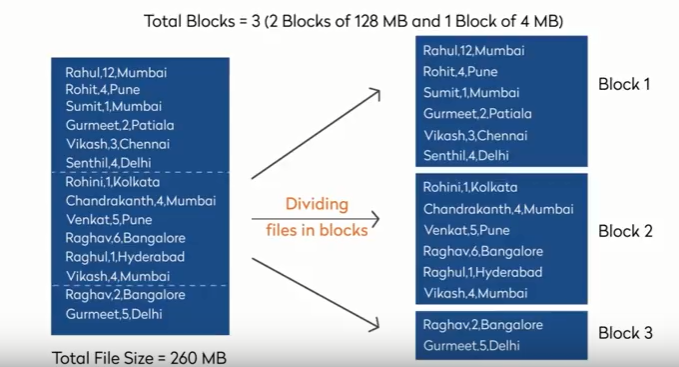 Total Blocks = 3 (2 Blocks of 128 MB and 1 Block of 4 MB)
Rahul,12,Mumbai
Rohit,4,Pune
Sumit,1,Mumbai
Gurmeet,2,Patiala
Vikash,3,Chennai
Senthil,4,Delhi
Rohini,1,Kolkata
Chandrakanth,4,Mumbai
Venkat,5,Pune
Raghav,6,Bangalore
Raghul,1,Hyderabad
Vikash,4,Mumbai
Raghav,2,Bangalore
Gurmeet,5,Delhi
Total File Size = 260 MB
Dividing
files in blocks
Rahul,12,Mumbai
Rohit,4,Pune
Sumit,1,Mumbai
Gurmeet,2,Patiala
Vikash,3,Chennai
Senthil,4,Delhi
Block 1
Rohini,1,Kolkata
Chandrakanth,4,Mumbai
Venkat,5,Pune
Raghav,6,Bangalore
Raghul,1,Hyderabad
Vikash,4,Mumbai
Block 2
Raghav,2,Bangalore
Gurmeet,5,Delhi
Block 3